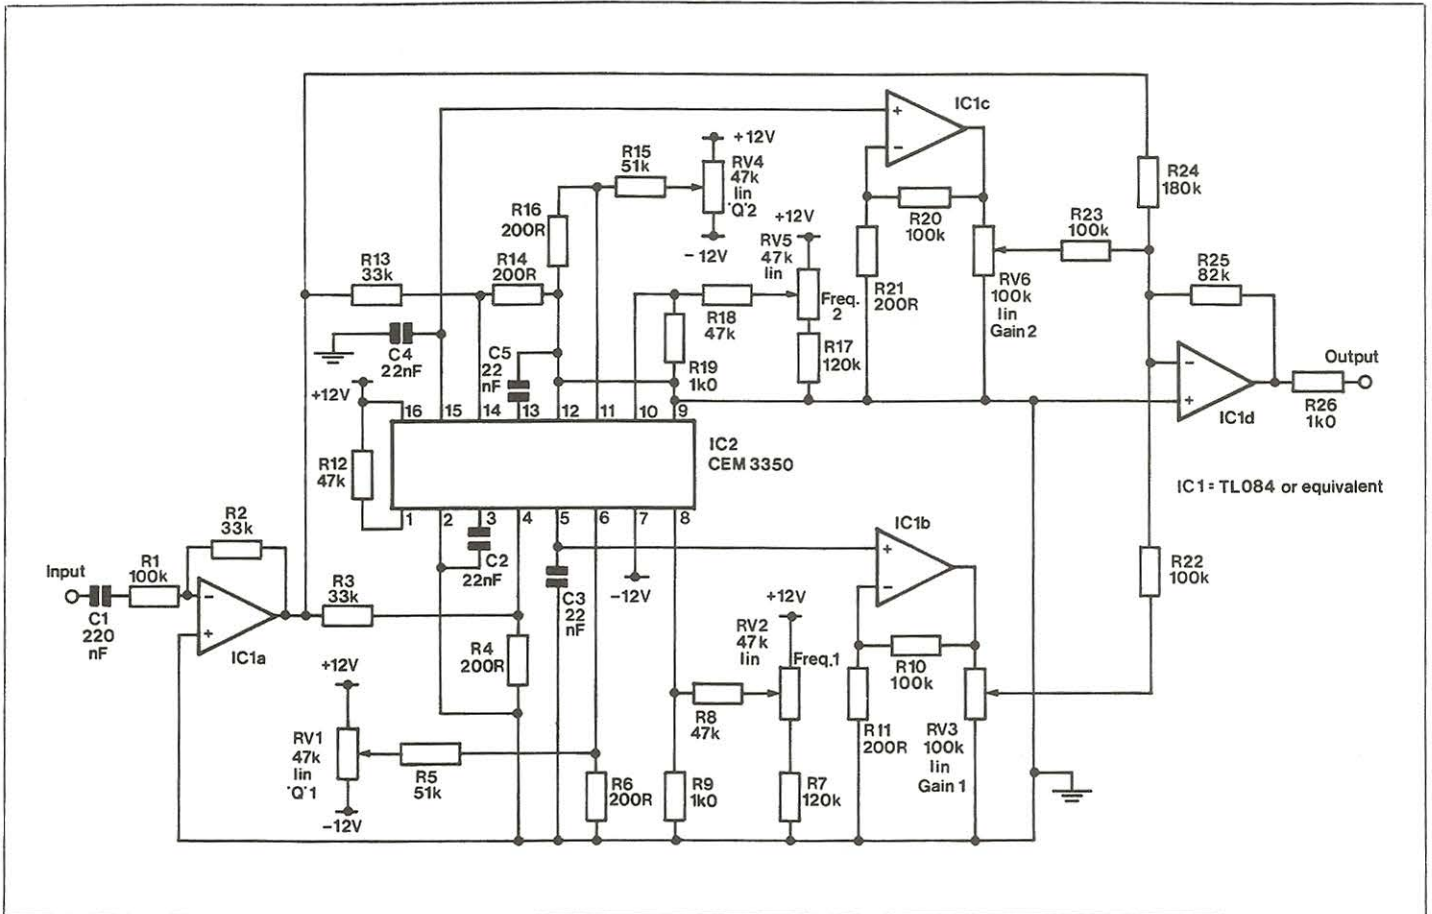 IC1c
+
−
+12V
R15
51k
RV4
47k
lin
'Q'2
− 12V
R24
180k
R16
200R
+12V
RV5
47k
lin
R20
100k
R23
100k
R13
33k
R14
200R
R25
82k
R21
200R
RV6
100k
lin
Gain 2
Freq.
2
R18
47k
C4
22nF
C5
22
nF
R19
1k0
R17
120k
Output
−
+
IC1d
R26
1k0
+12V
16
15
14
13
12
11
10
9
IC2
CEM 3350
R12
47k
IC1 = TL084 or equivalent
1
2
3
4
5
6
7
8
R2
33k
C2
22nF
IC1b
+
−
Input
R1
100k
C1
220
nF
−
+
IC1a
R3
33k
C3
22
nF
−12V
+12V
RV2
47k
lin
Freq.1
R22
100k
R4
200R
R10
100k
+12V
RV1
47k
lin
'Q'1
−12V
R5
51k
R8
47k
R11
200R
RV3
100k
lin
Gain 1
R6
200R
R9
1k0
R7
120k